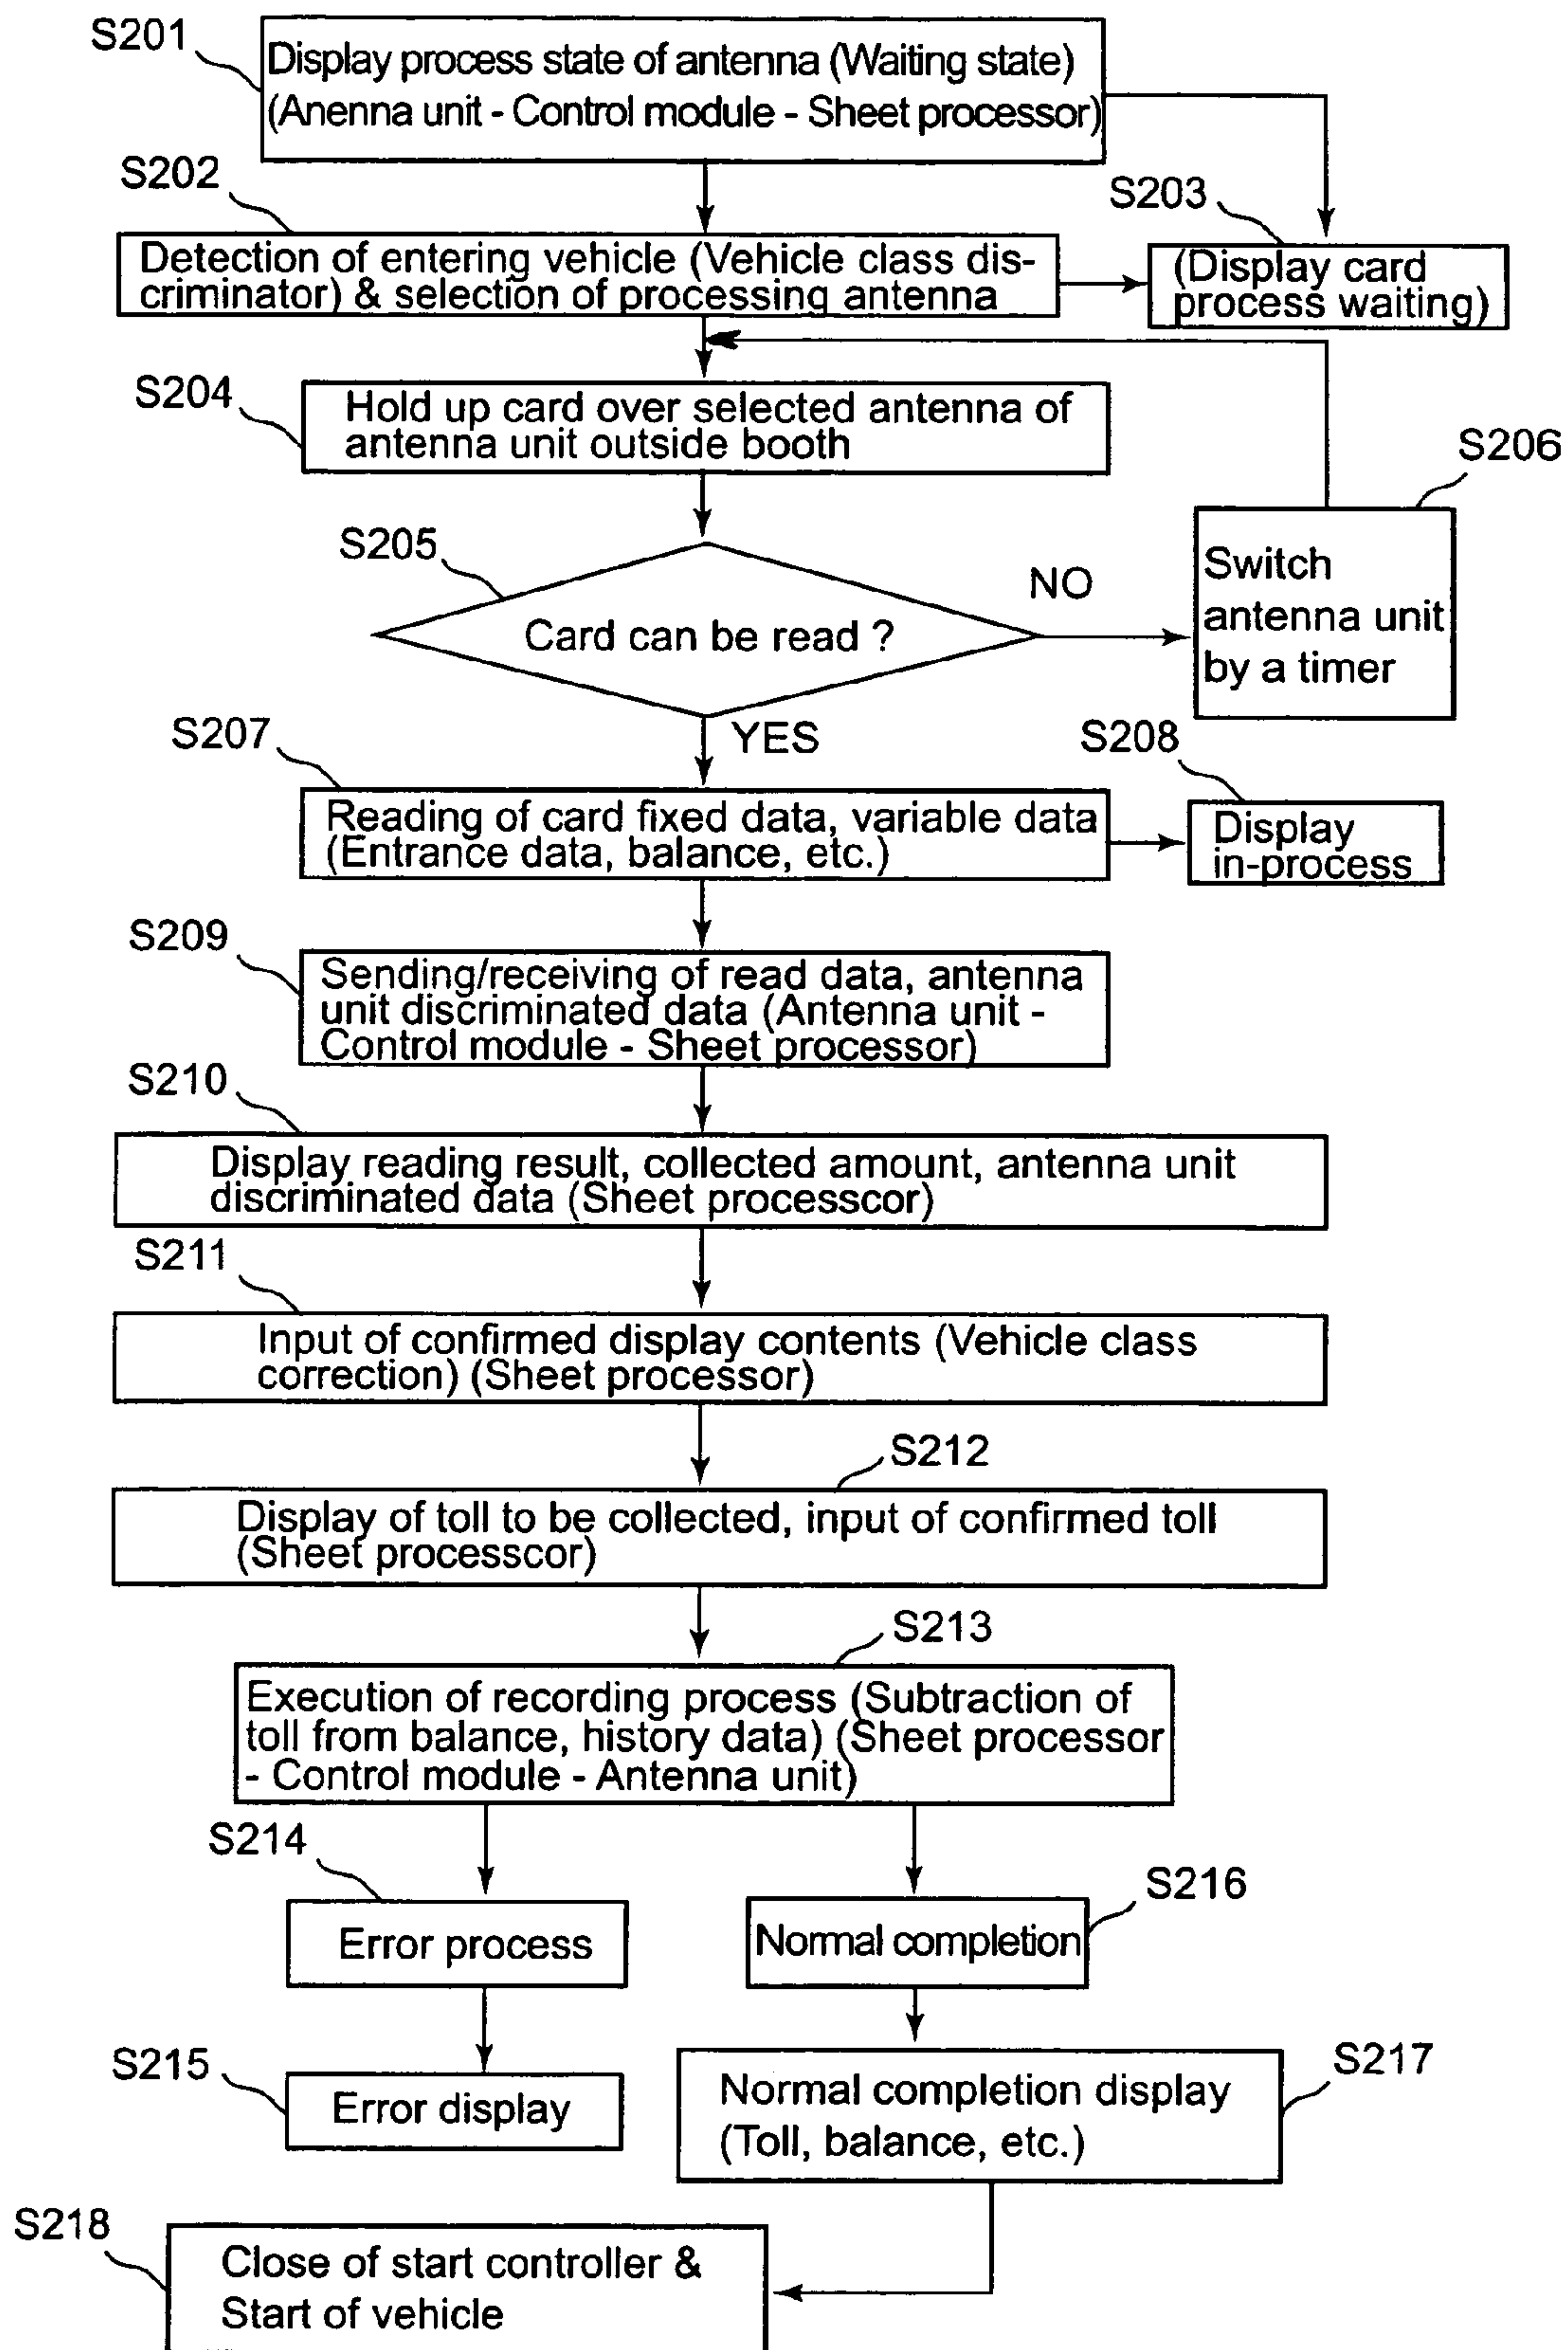 S201
Display process state of antenna (Waiting state)
(Anenna unit - Control module - Sheet processor)
S202
Detection of entering vehicle (Vehicle class dis-
criminator) & selection of processing antenna
S203
(Display card
process waiting)
S204
Hold up card over selected antenna of
antenna unit outside booth
S205
Card can be read ?
NO
S206
Switch
antenna unit
by a timer
YES
S207
Reading of card fixed data, variable data
(Entrance data, balance, etc.)
S208
Display
in-process
S209
Sending/receiving of read data, antenna
unit discriminated data (Antenna unit -
Control module - Sheet processor)
S210
Display reading result, collected amount, antenna unit
discriminated data (Sheet processcor)
S211
Input of confirmed display contents (Vehicle class
correction) (Sheet processor)
S212
Display of toll to be collected, input of confirmed toll
(Sheet processcor)
S213
Execution of recording process (Subtraction of
toll from balance, history data) (Sheet processor
- Control module - Antenna unit)
S214
Error process
S215
Error display
S216
Normal completion
S217
Normal completion display
(Toll, balance, etc.)
S218
Close of start controller &
Start of vehicle